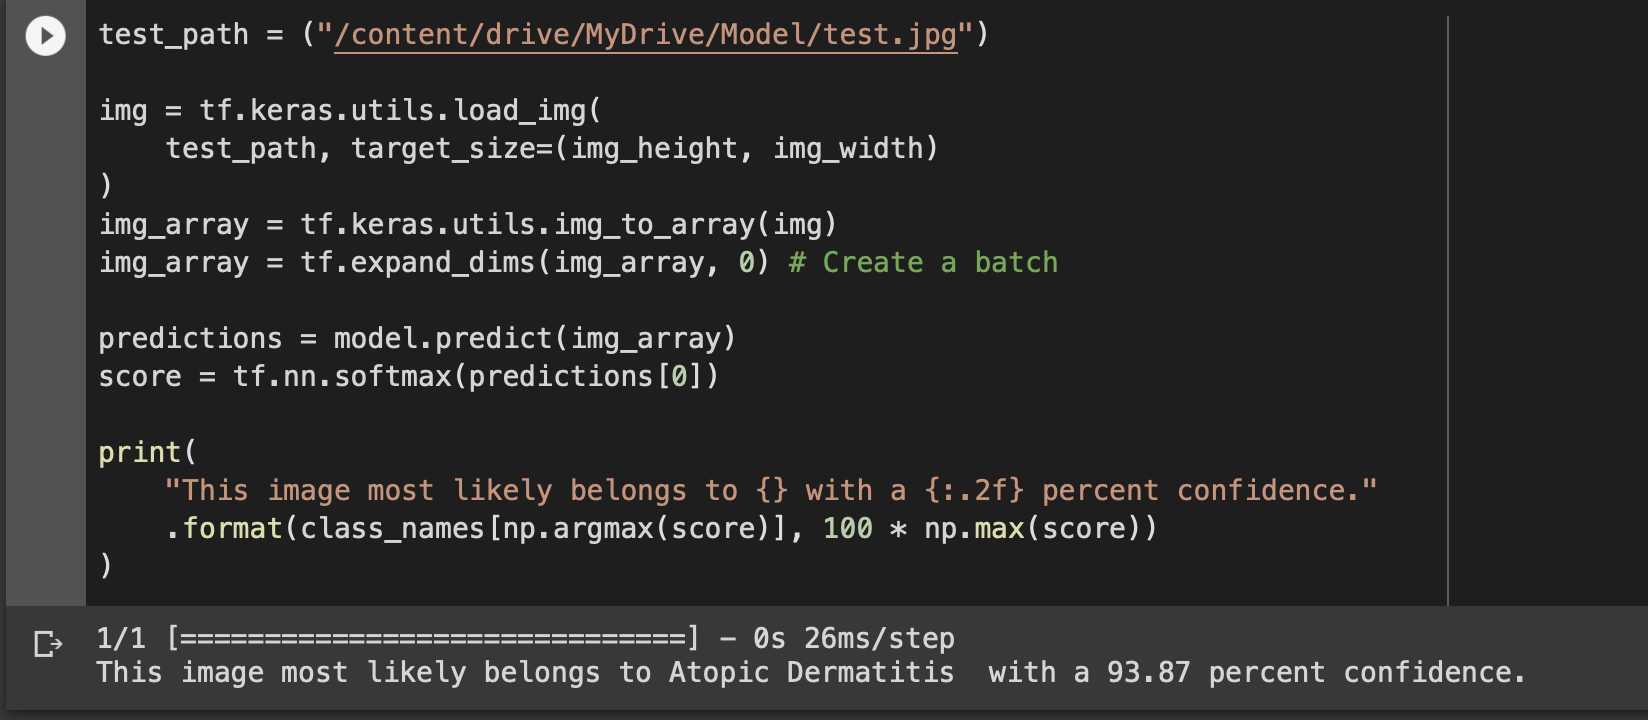 test_path = ("/content/drive/MyDrive/Model/test.jpg")
img = tf.keras.utils.load_img(
    test_path, target_size=(img_height, img_width)
)
img_array = tf.keras.utils.img_to_array(img)
img_array = tf.expand_dims(img_array, 0) # Create a batch
predictions = model.predict(img_array)
score = tf.nn.softmax(predictions[0])
print(
    "This image most likely belongs to {} with a {:.2f} percent confidence."
    .format(class_names[np.argmax(score)], 100 * np.max(score))
)
1/1 [==============================] - 0s 26ms/step
This image most likely belongs to Atopic Dermatitis  with a 93.87 percent confidence.